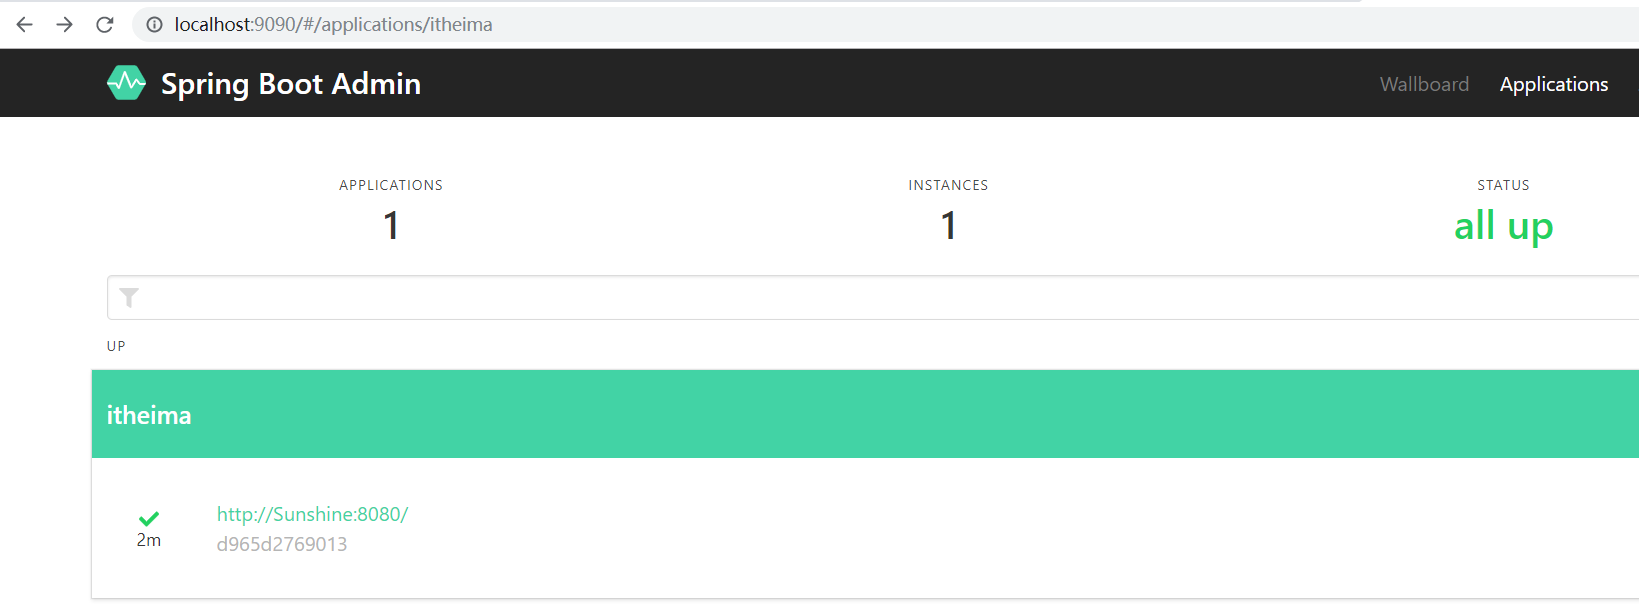 localhost:9090/#/applications/itheima
Spring Boot Admin
Wallboard
Applications
APPLICATIONS
1
INSTANCES
1
STATUS
all up
UP
itheima
http://Sunshine:8080/
2m
d965d2769013